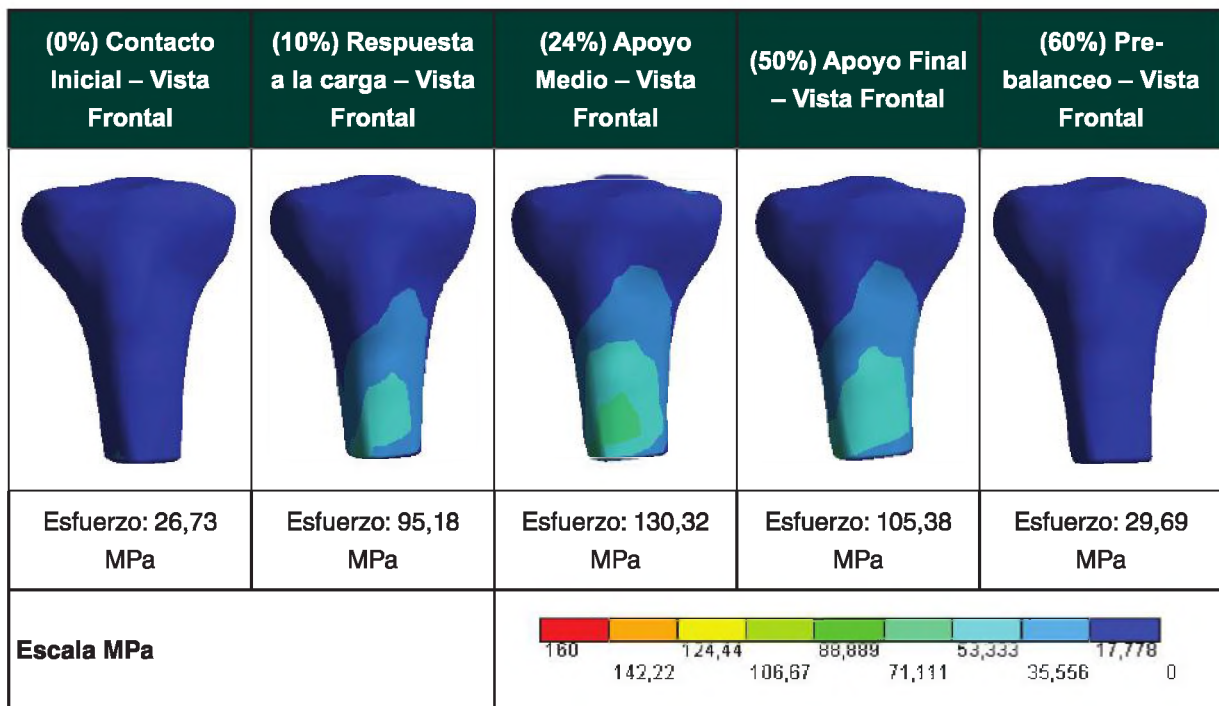 (0%) Contacto
Inicial – Vista
Frontal
(10%) Respuesta
a la carga – Vista
Frontal
(24%) Apoyo
Medio – Vista
Frontal
(50%) Apoyo Final
– Vista Frontal
(60%) Pre-
balanceo – Vista
Frontal
Esfuerzo: 26,73
MPa
Esfuerzo: 95,18
MPa
Esfuerzo: 130,32
MPa
Esfuerzo: 105,38
MPa
Esfuerzo: 29,69
MPa
Escala MPa
160 124,44 88,889 53,333 17,778
142,22 106,67 71,111 35,556 0